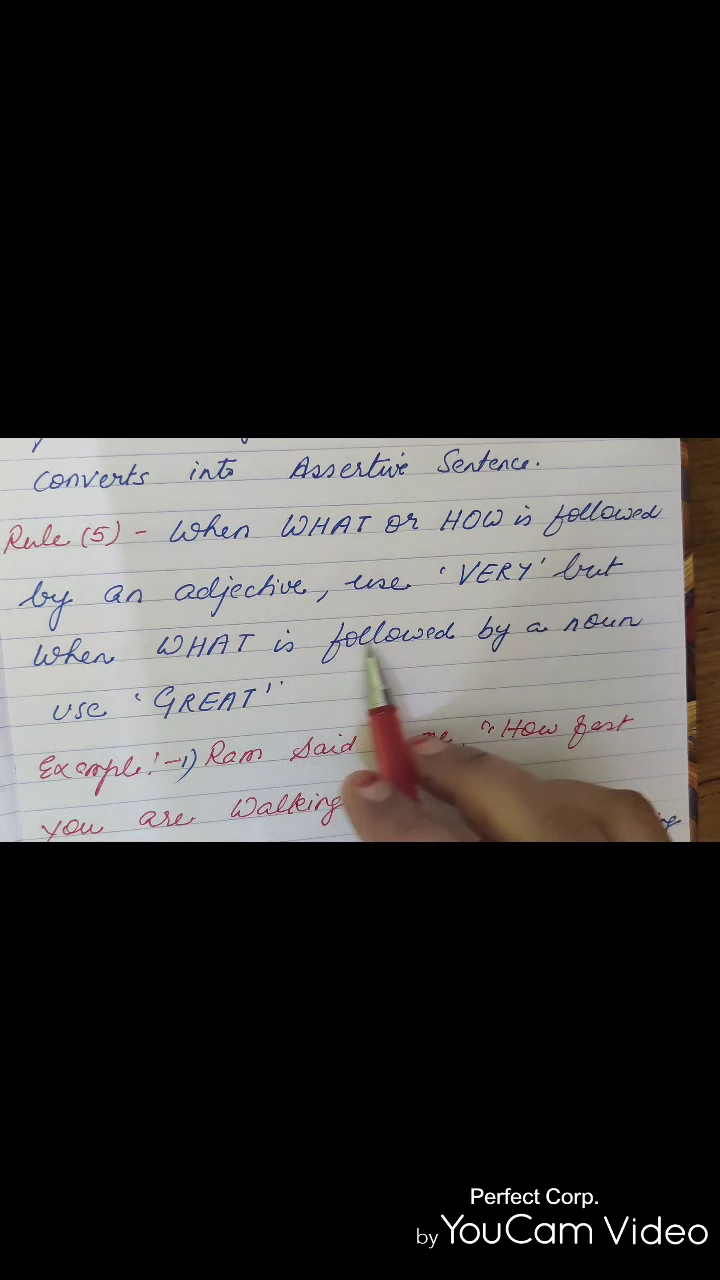 converts into Assertive Sentence.
Rule (5) - When WHAT or HOW is followed
by an adjective, use 'VERY' but
when WHAT is followed by a noun
use 'GREAT'
Example:-1) Ram said me, "How fast
you are walking
Perfect Corp.
by YouCam Video